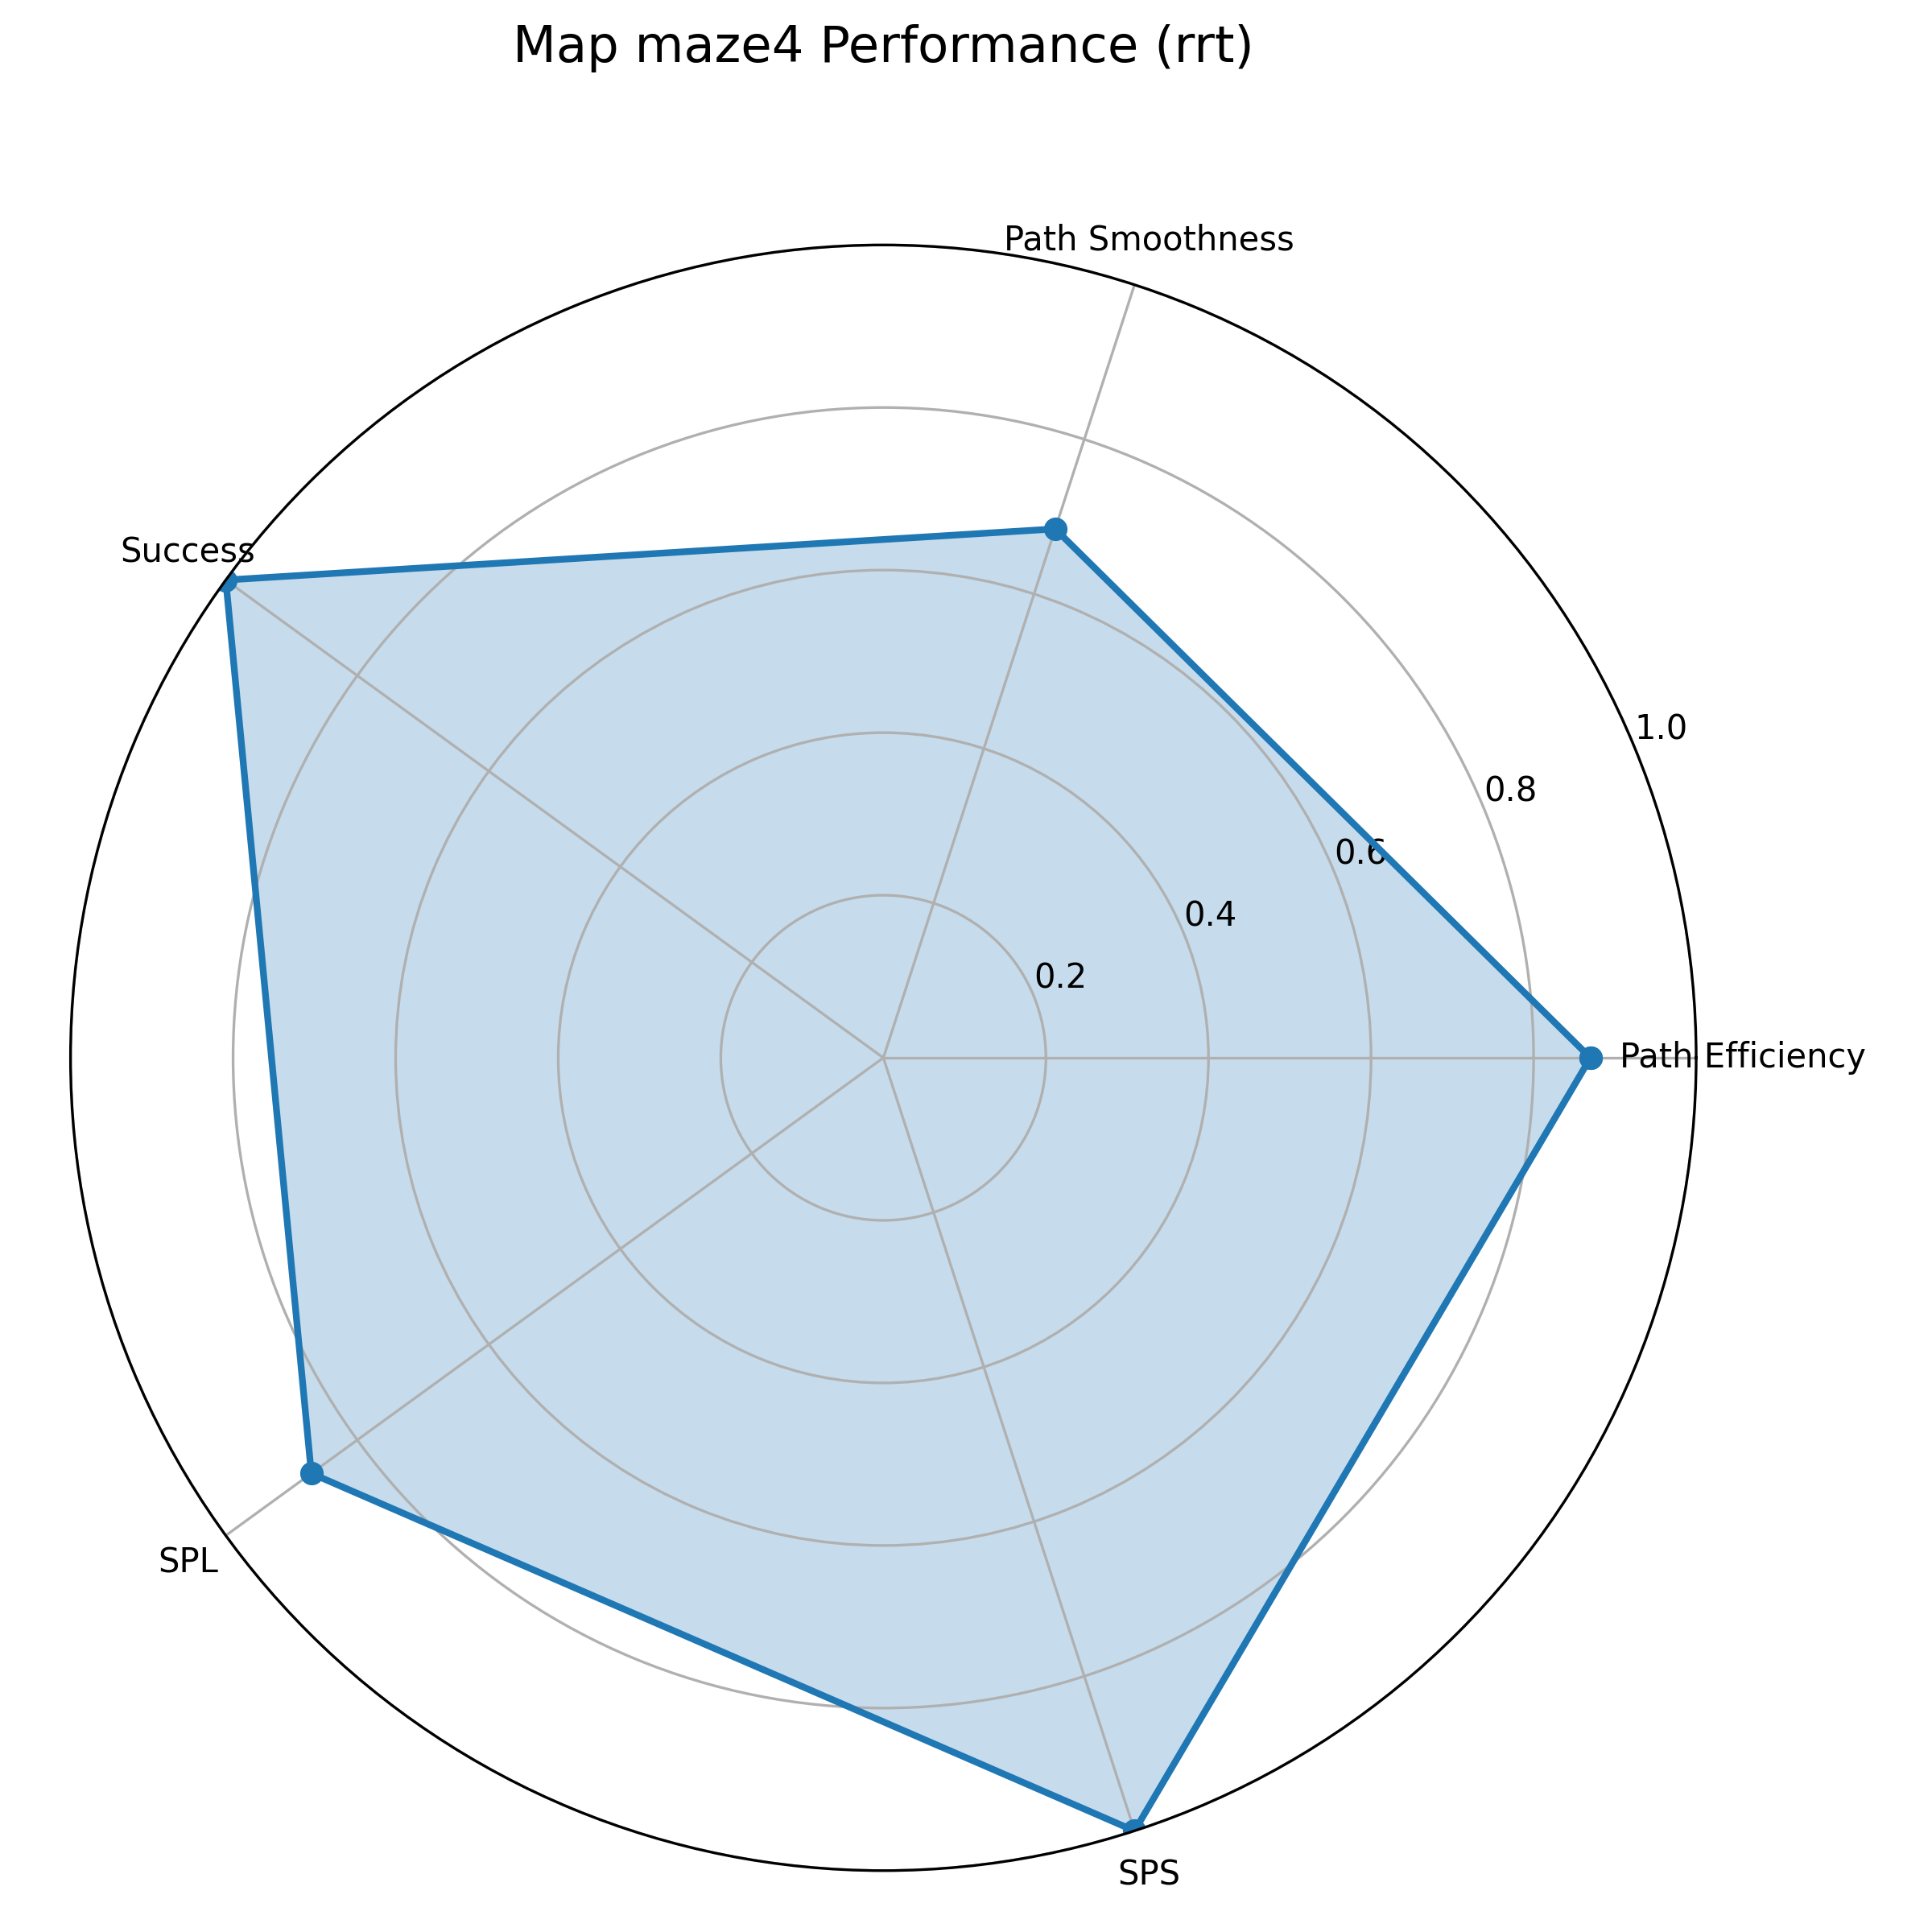 Map maze4 Performance (rrt)
Path Smoothness
Success
1.0
0.8
0.6
0.4
0.2
Path Efficiency
SPL
SPS